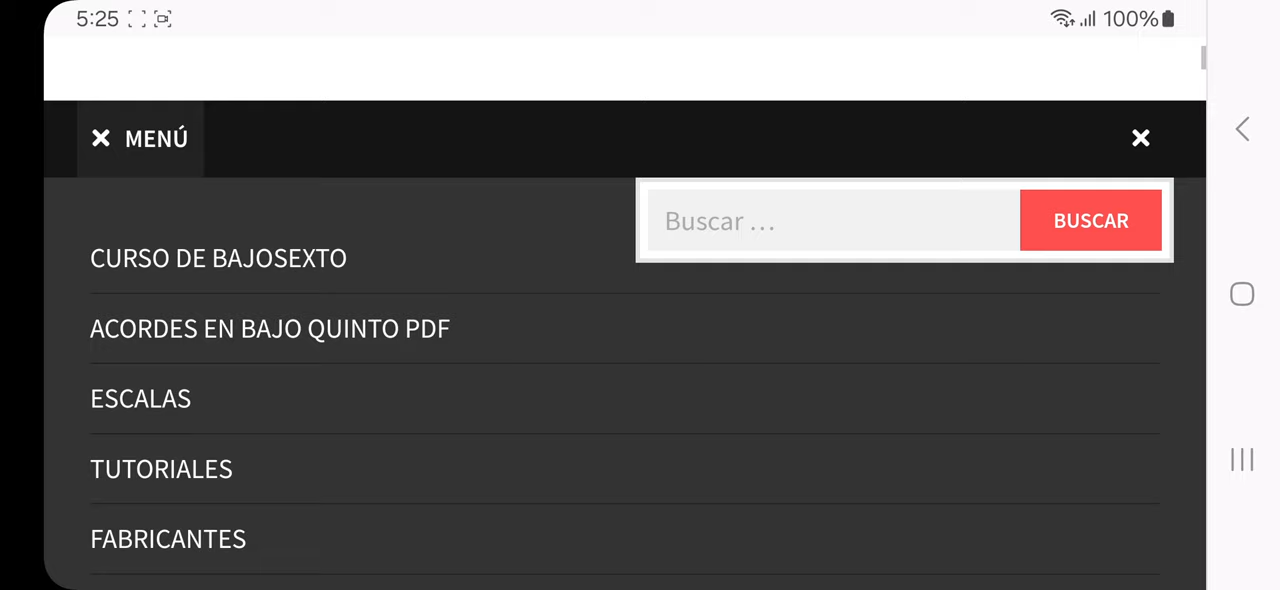 5:25 100%
MENÚ
Buscar ...
BUSCAR
CURSO DE BAJOSEXTO
ACORDES EN BAJO QUINTO PDF
ESCALAS
TUTORIALES
FABRICANTES